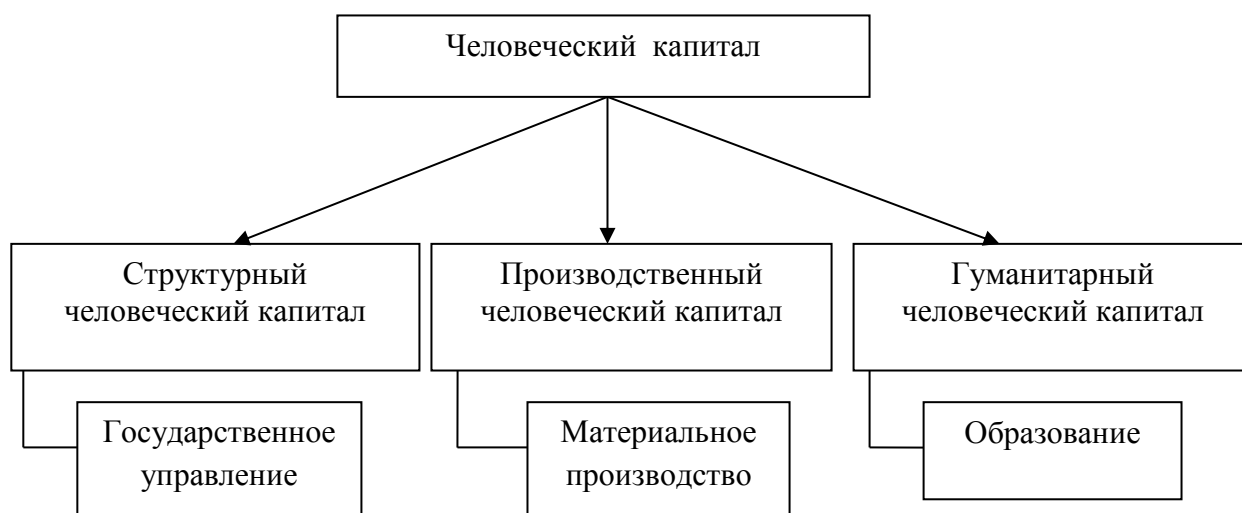 Человеческий капитал
Структурный
человеческий капитал
Производственный
человеческий капитал
Гуманитарный
человеческий капитал
Государственное
управление
Материальное
производство
Образование